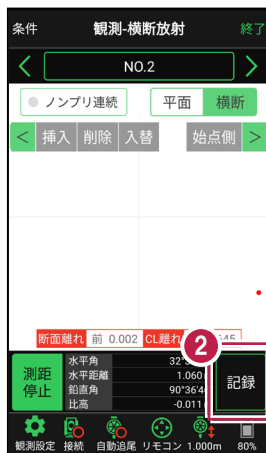 条件 観測-横断放射 終了
< NO.2 >
ノンプリ連続 平面 横断
< 挿入 削除 入替 始点側 >
断面離れ 前 0.002 CL離れ
2
測距停止
水平角 32°
水平距離 1.060
鉛直角 90°36'4
比高 -0.011
記録
観測設定 接続 自動追尾 リモコン 1.000m 80%